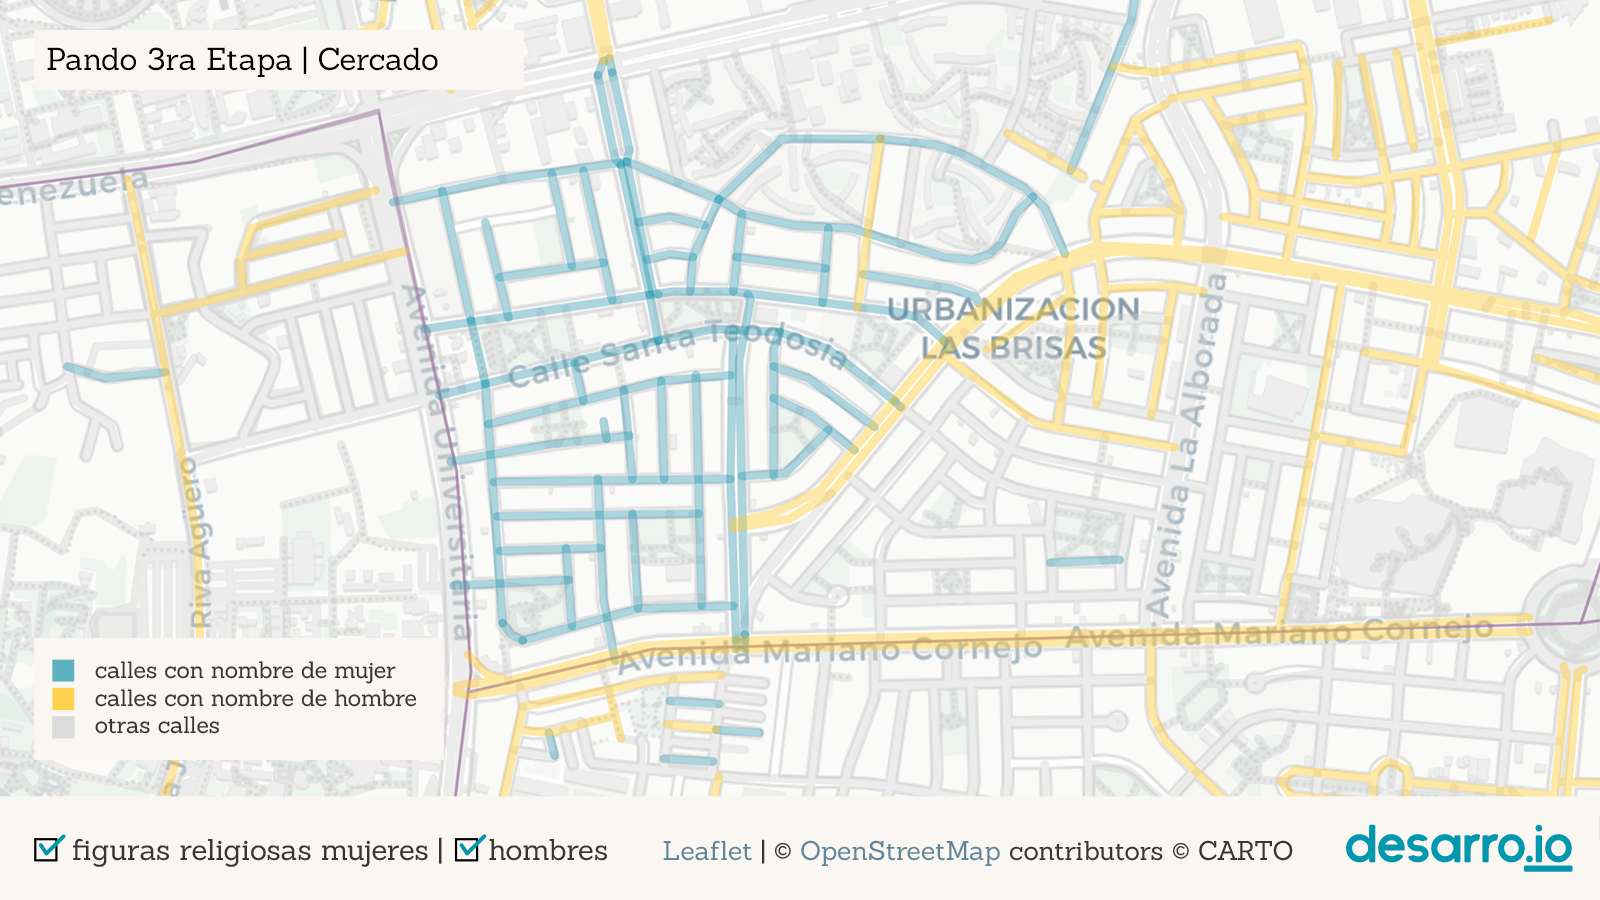 Pando 3ra Etapa | Cercado
enezuela
Avenida Universitaria
Calle Santa Teodosia
URBANIZACION
LAS BRISAS
Avenida La Alborada
Riva Agüero
Avenida Mariano Cornejo
Avenida Mariano Cornejo
calles con nombre de mujer
calles con nombre de hombre
otras calles
figuras religiosas mujeres | hombres
Leaflet | © OpenStreetMap contributors © CARTO
desarro.io